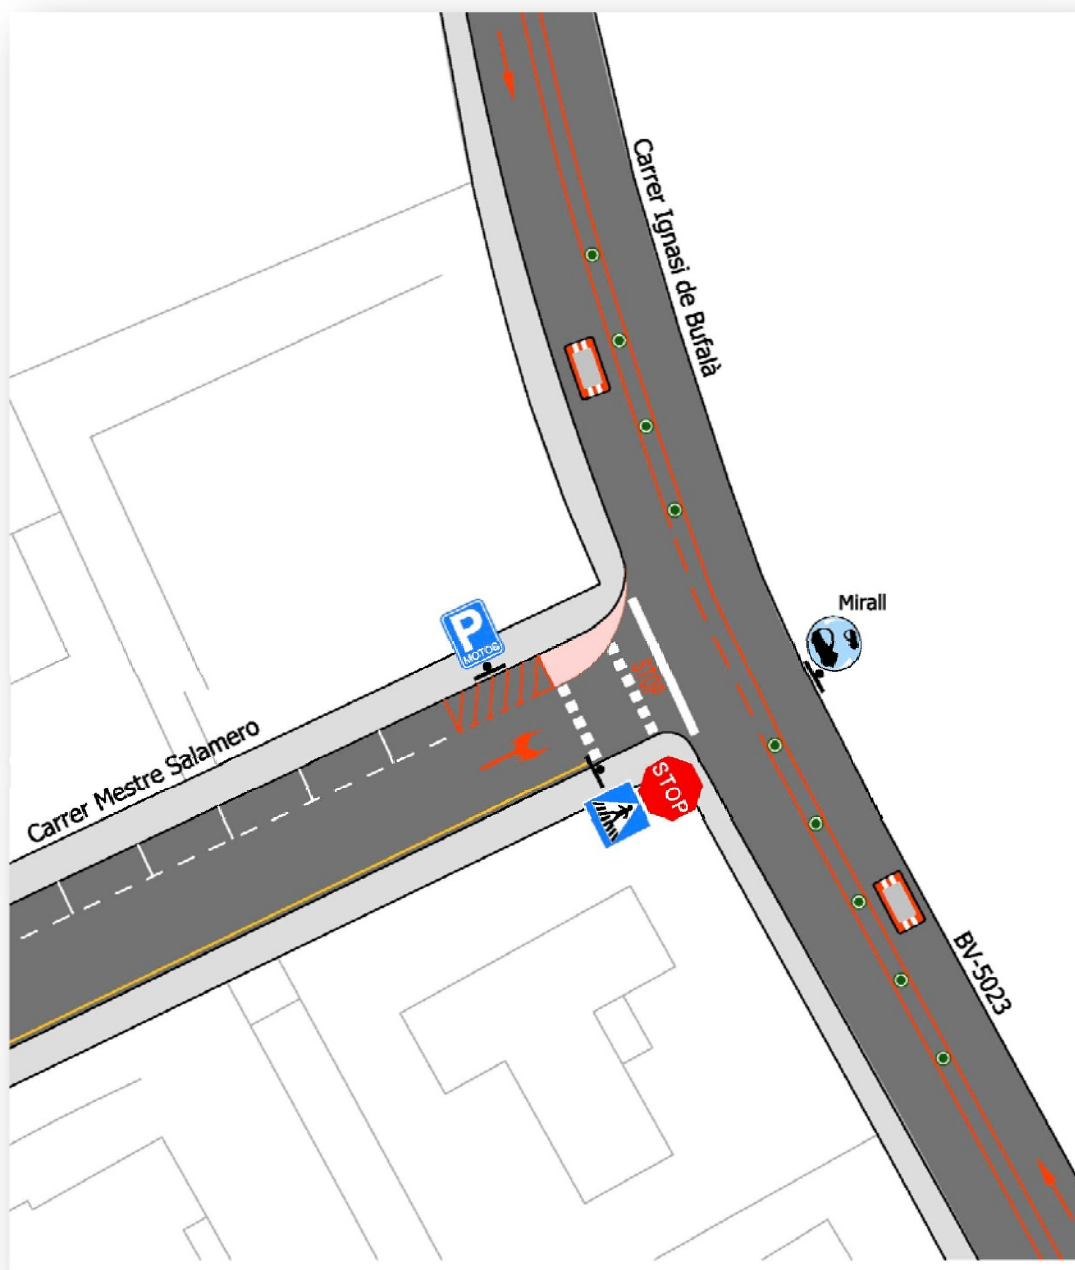 Carrer Ignasi de Bufalà
Mirall
P
MOTOS
STOP
Carrer Mestre Salamero
STOP
BV-5023